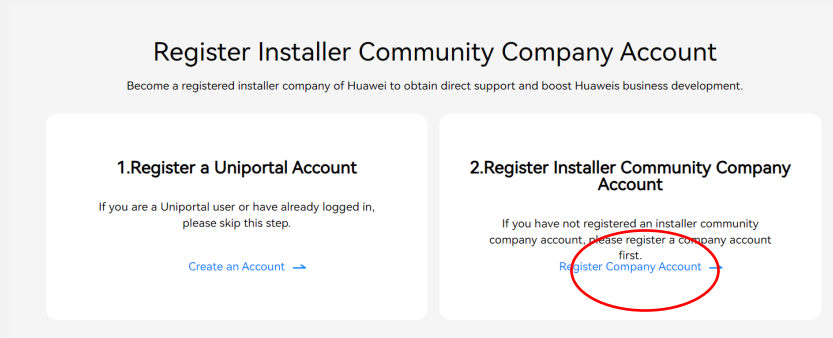 Register Installer Community Company Account
Become a registered installer company of Huawei to obtain direct support and boost Huaweis business development.
1.Register a Uniportal Account
If you are a Uniportal user or have already logged in,
please skip this step.
Create an Account
2.Register Installer Community Company
Account
If you have not registered an installer community
company account, please register a company account
first.
Register Company Account